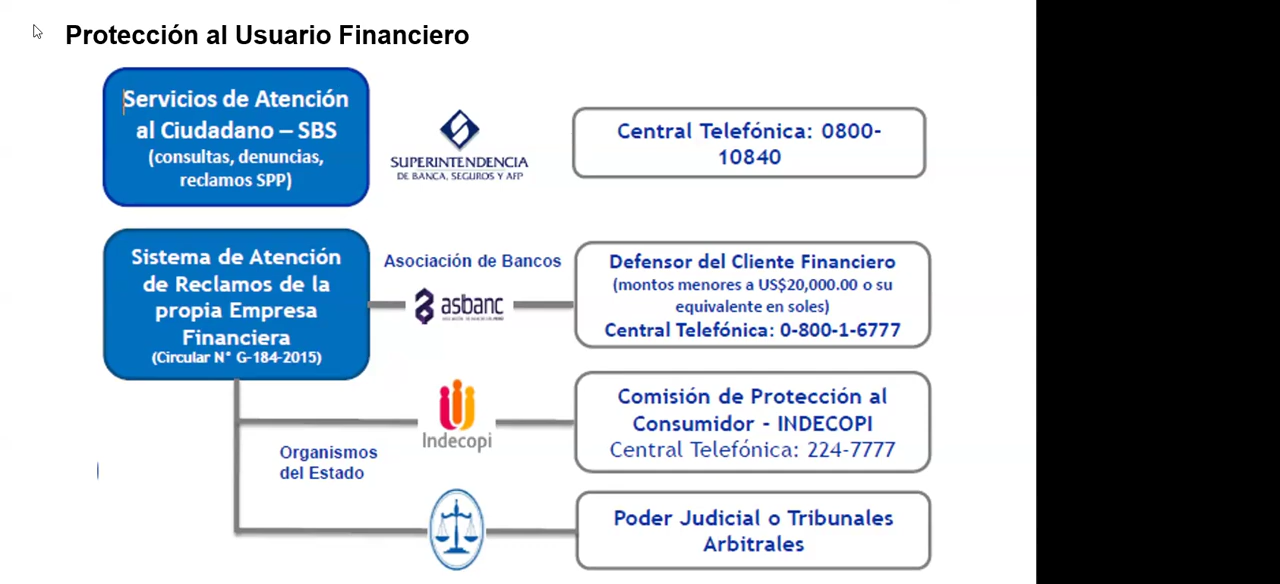 Protección al Usuario Financiero
Servicios de Atención
al Ciudadano – SBS
(consultas, denuncias,
reclamos SPP)
SUPERINTENDENCIA
DE BANCA, SEGUROS Y AFP
Central Telefónica: 0800-
10840
Sistema de Atención
de Reclamos de la
propia Empresa
Financiera
(Circular N° G-184-2015)
Asociación de Bancos
asbanc
Defensor del Cliente Financiero
(montos menores a US$20,000.00 o su
equivalente en soles)
Central Telefónica: 0-800-1-6777
Indecopi
Comisión de Protección al
Consumidor - INDECOPI
Central Telefónica: 224-7777
Organismos
del Estado
Poder Judicial o Tribunales
Arbitrales